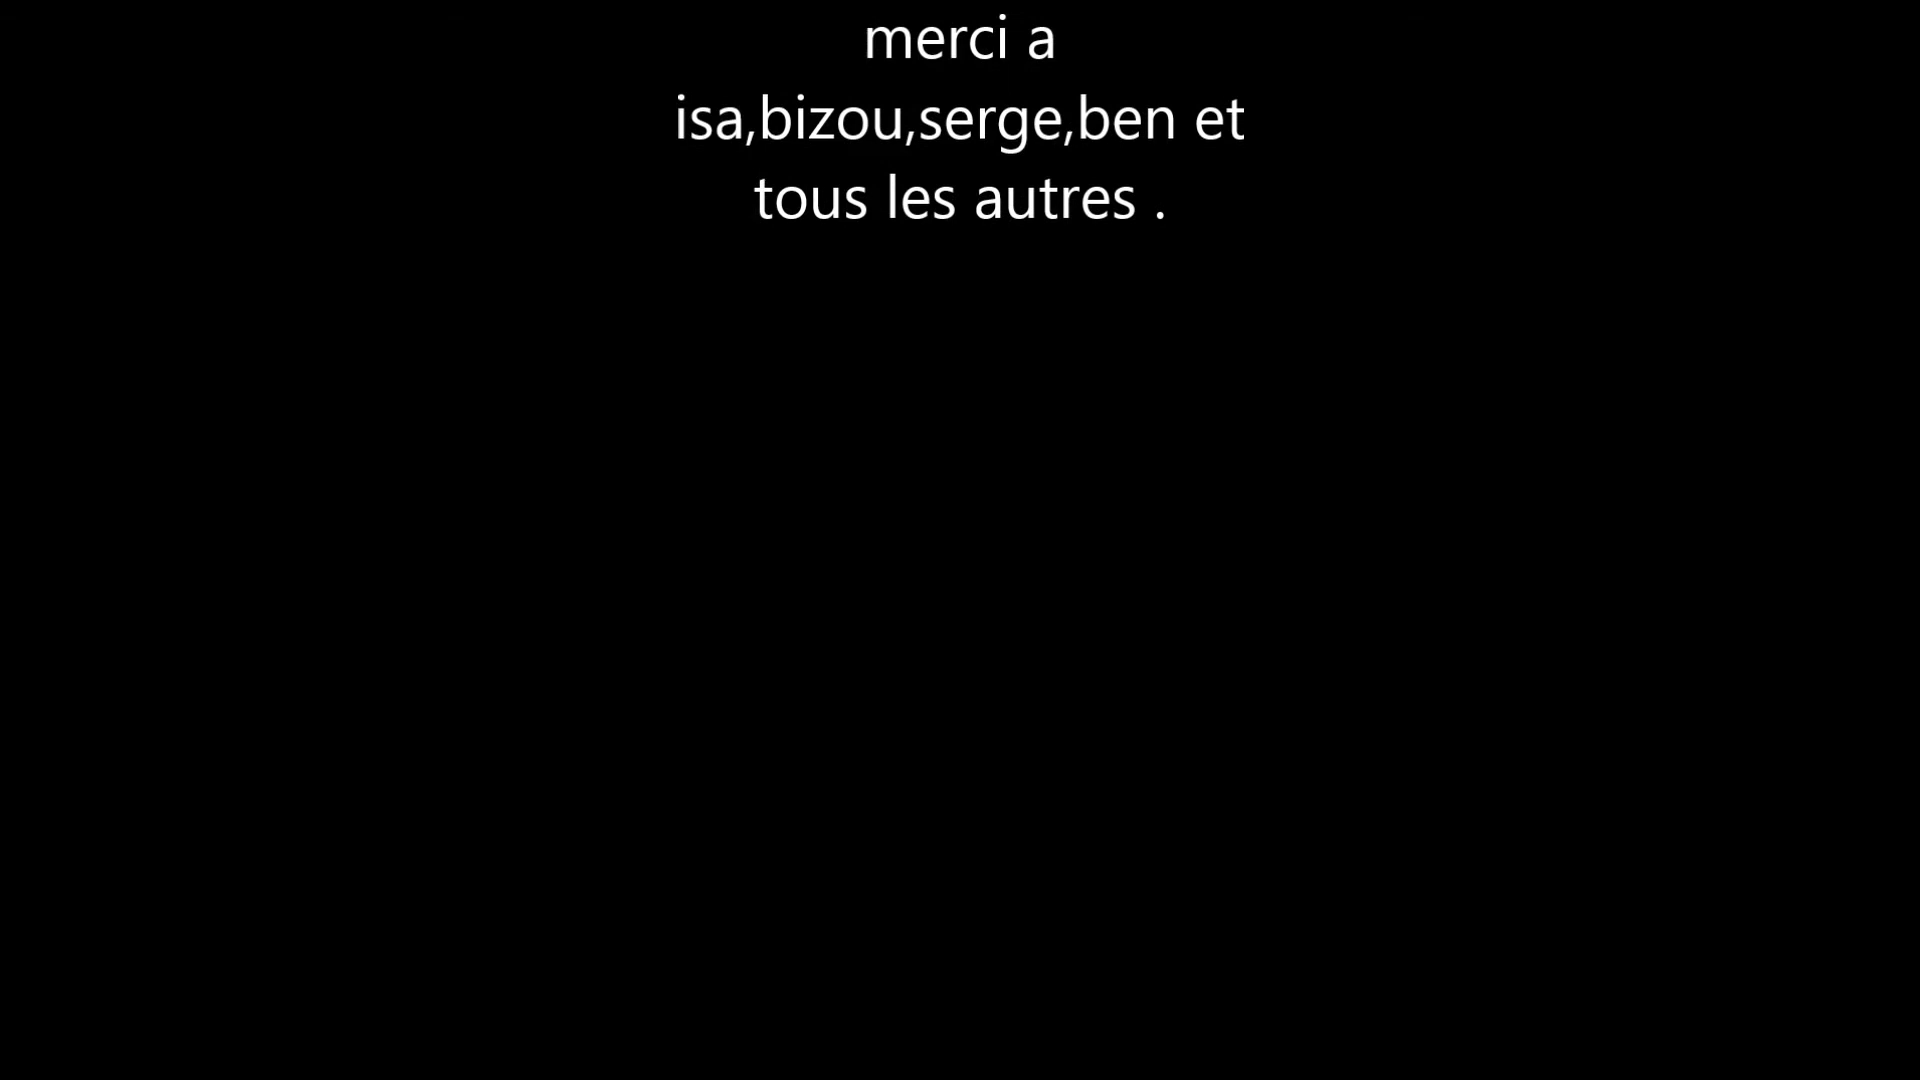 merci a
isa,bizou,serge,ben et
tous les autres .